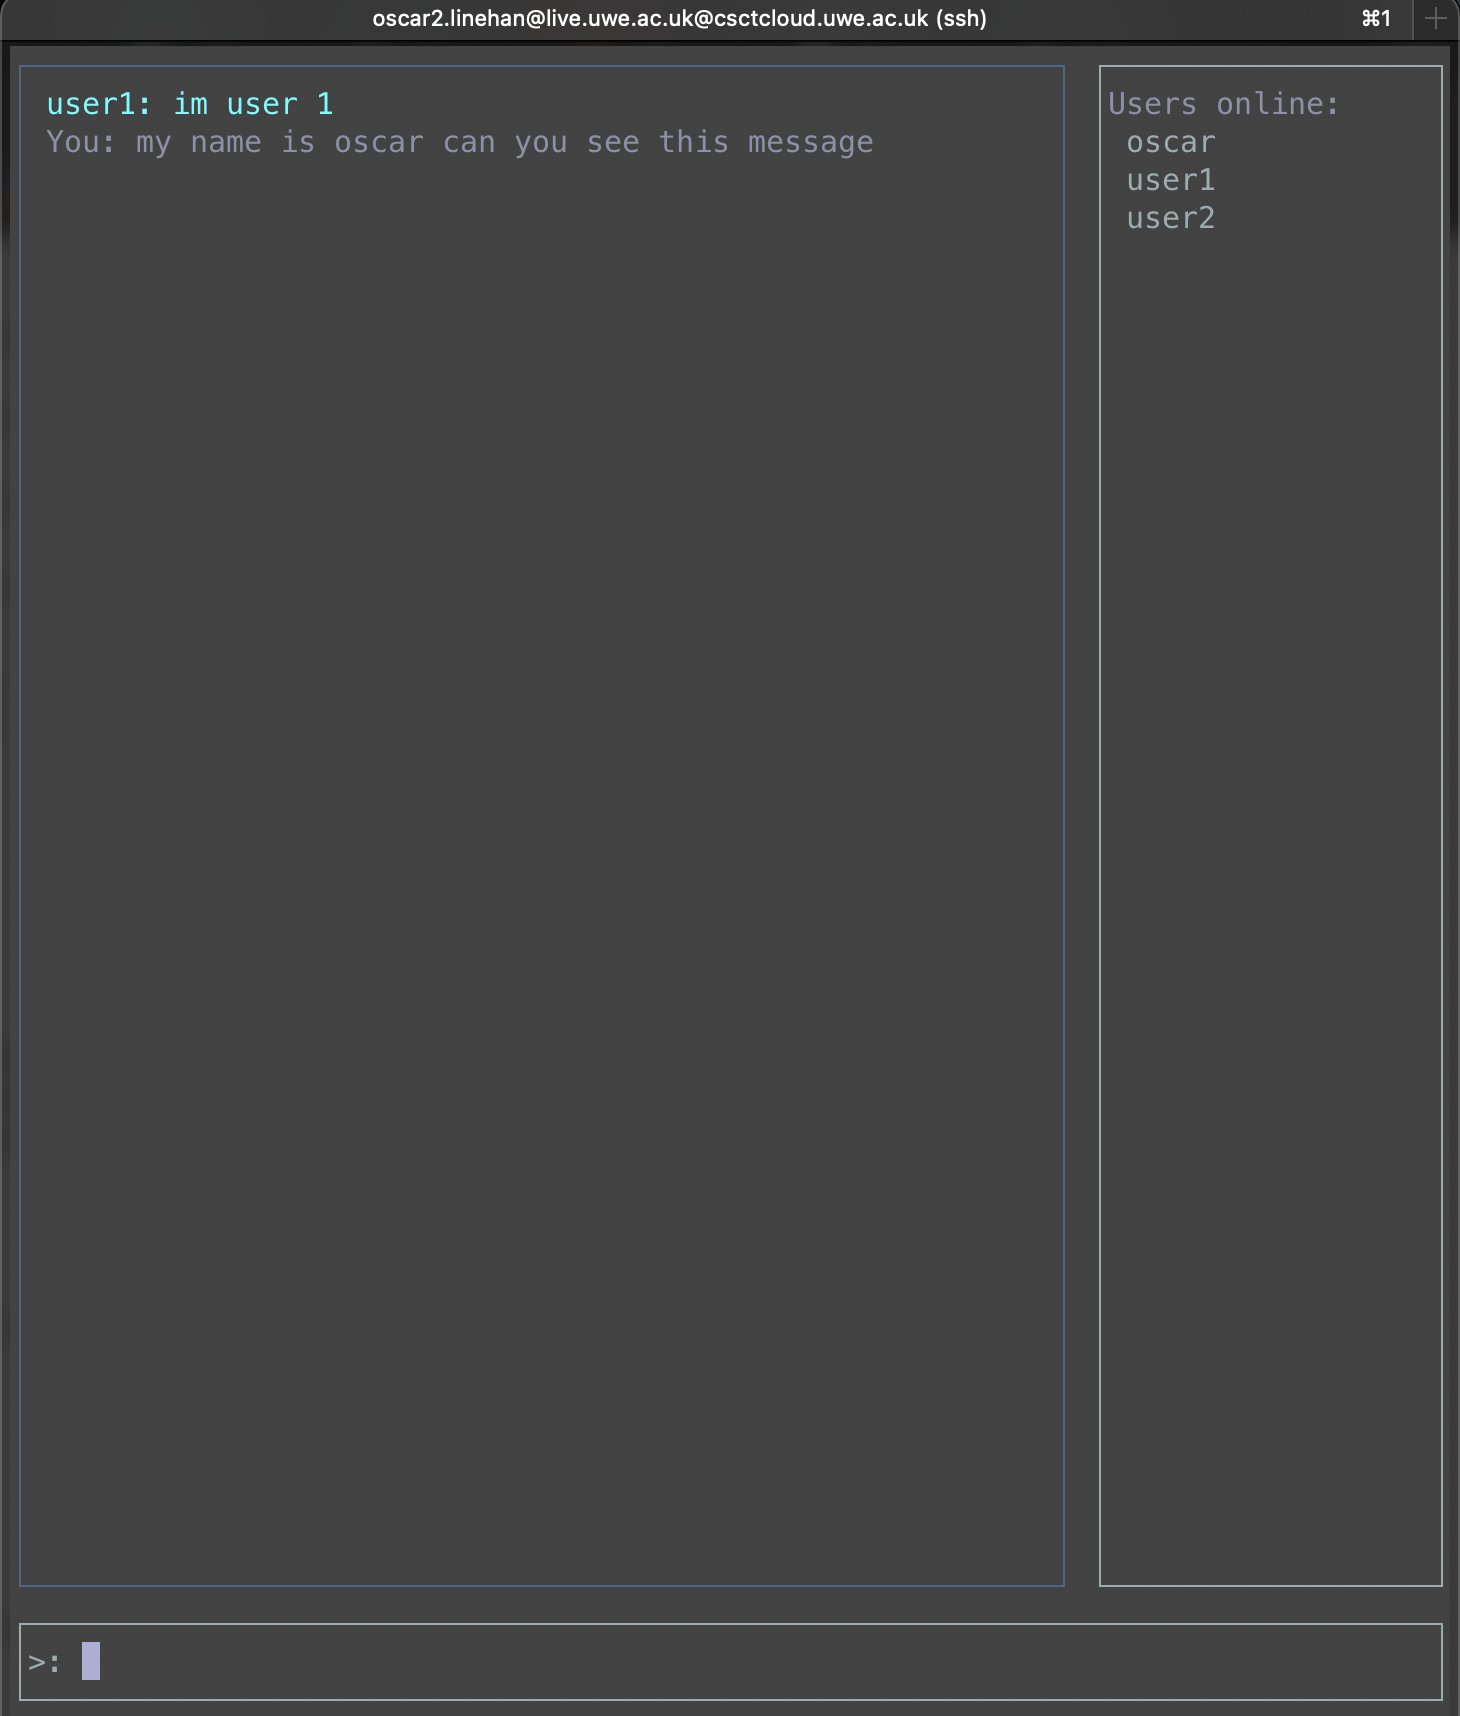 oscar2.linehan@live.uwe.ac.uk@csctcloud.uwe.ac.uk (ssh)
⌘1
user1: im user 1
You: my name is oscar can you see this message
Users online:
oscar
user1
user2
>: